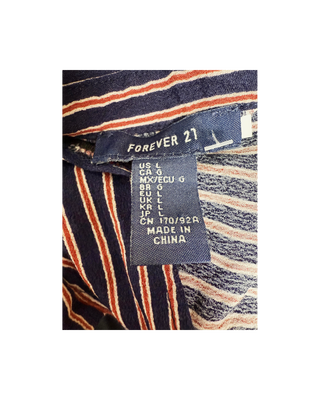 FOREVER 21
L
US L
CA G
MX/ECU G
BR G
EU L
UK L
KR L
JP L
CN 170/92A
MADE IN
CHINA